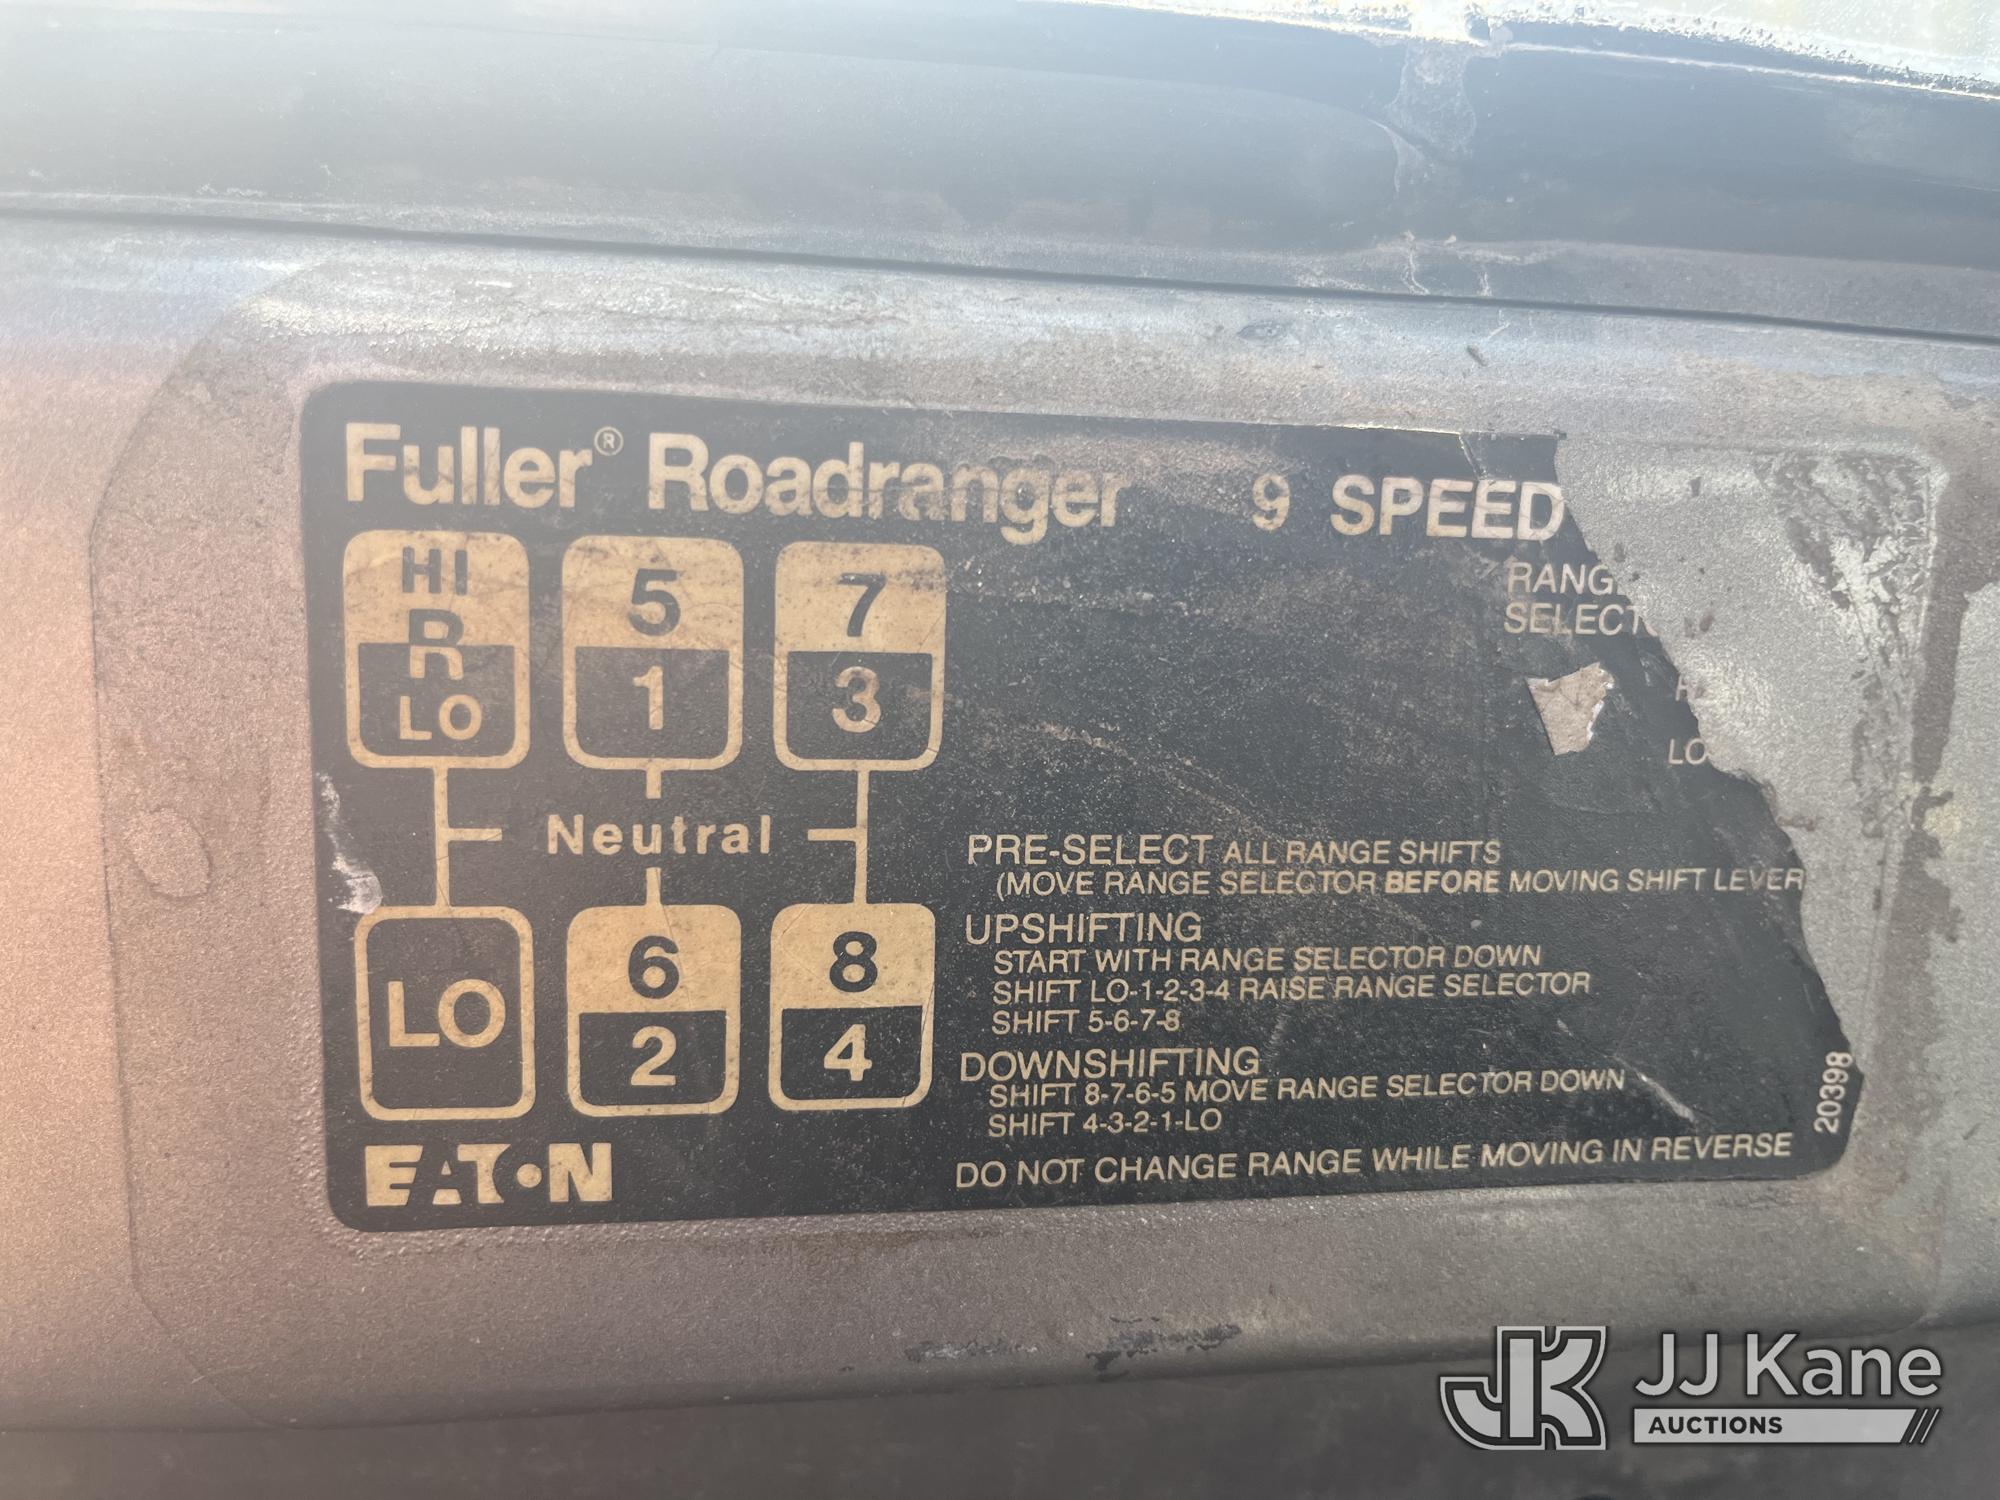 Fuller® Roadranger 9 SPEED
HI 5 7
R
LO 1 3
Neutral
LO 6 8
2 4
EATON
PRE-SELECT ALL RANGE SHIFTS
(MOVE RANGE SELECTOR BEFORE MOVING SHIFT LEVER
UPSHIFTING
START WITH RANGE SELECTOR DOWN
SHIFT LO-1-2-3-4 RAISE RANGE SELECTOR
SHIFT 5-6-7-8
DOWNSHIFTING
SHIFT 8-7-6-5 MOVE RANGE SELECTOR DOWN
SHIFT 4-3-2-1-LO
DO NOT CHANGE RANGE WHILE MOVING IN REVERSE
20398
JK JJ Kane
AUCTIONS